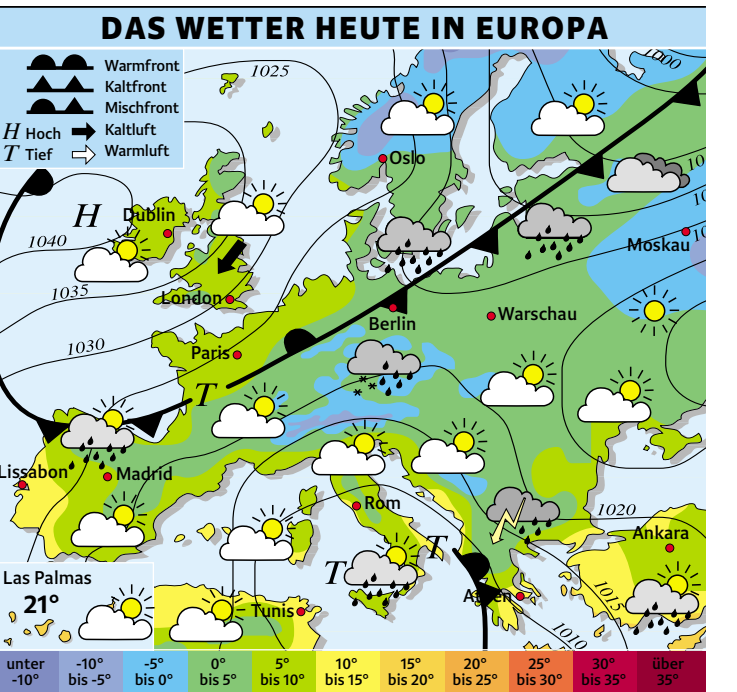 DAS WETTER HEUTE IN EUROPA
Warmfront
Kaltfront
Mischfront
H Hoch
Kaltluft
T Tief
Warmluft
1025
1000
Oslo
H
Dublin
1040
Moskau
1035
London
Berlin
Warschau
1030
Paris
T
Lissabon
Madrid
Rom
1020
Ankara
T
T
Las Palmas
21°
1015
Tunis
1010
unter -10°
-10° bis -5°
-5° bis 0°
0° bis 5°
5° bis 10°
10° bis 15°
15° bis 20°
20° bis 25°
25° bis 30°
30° bis 35°
über 35°